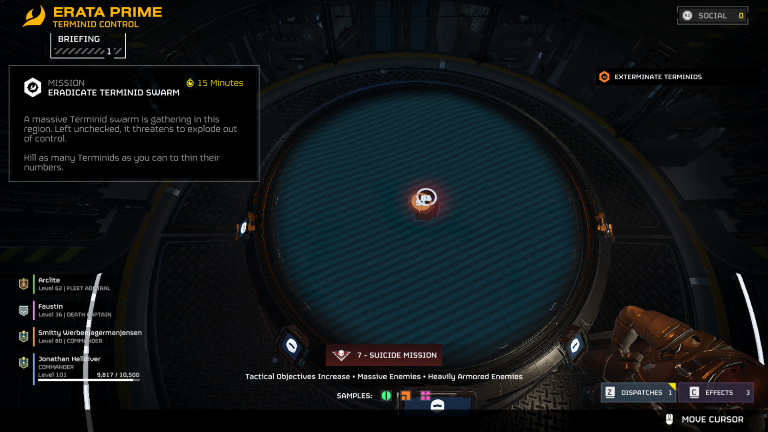 ERATA PRIME
TERMINID CONTROL
SOCIAL 0
BRIEFING
1
MISSION
15 Minutes
ERADICATE TERMINID SWARM
EXTERMINATE TERMINIDS
A massive Terminid swarm is gathering in this
region. Left unchecked, it threatens to explode out
of control.
Kill as many Terminids as you can to thin their
numbers.
Arclite
Level 62 | FLEET ADMIRAL
Faustin
Level 36 | DEATH CAPTAIN
Smitty Werbenjagermanjensen
Level 80 | COMMANDER
Jonathan Helldiver
COMMANDER
Level 101 9,817 / 10,500
7 - SUICIDE MISSION
Tactical Objectives Increase • Massive Enemies • Heavily Armored Enemies
SAMPLES:
Z DISPATCHES 1
C EFFECTS 3
MOVE CURSOR